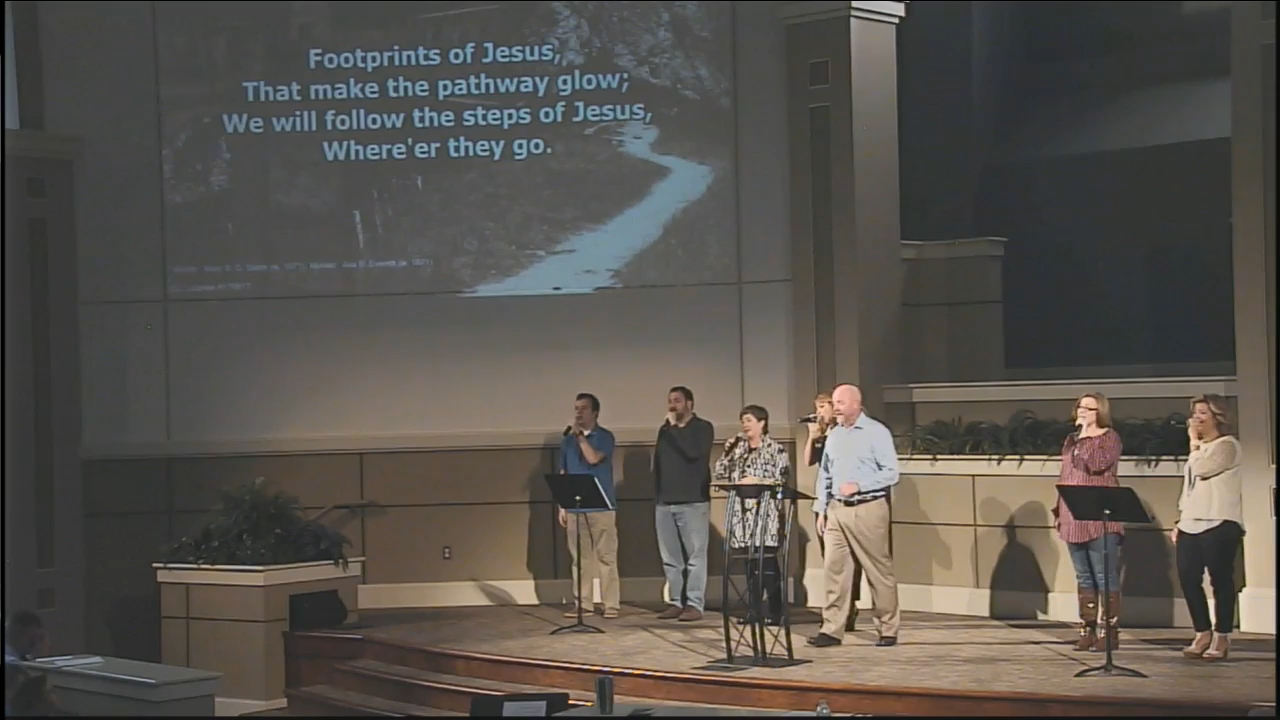 Footprints of Jesus,
That make the pathway glow;
We will follow the steps of Jesus,
Where'er they go.